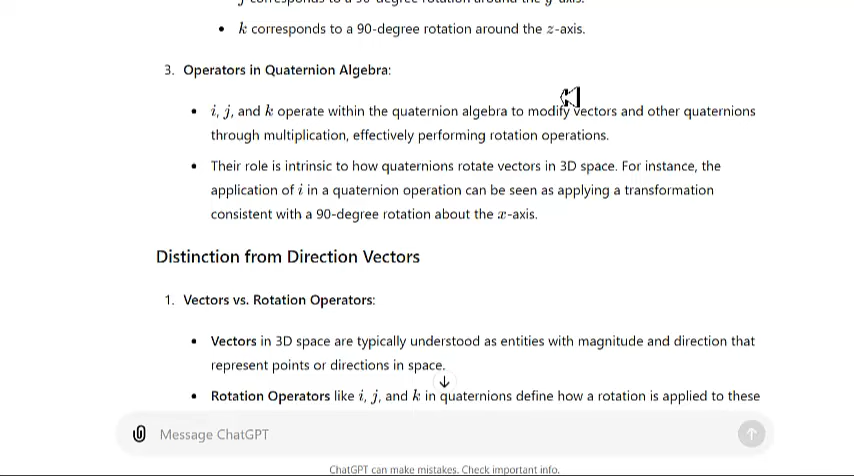 k corresponds to a 90-degree rotation around the z-axis.
3. Operators in Quaternion Algebra:
i, j, and k operate within the quaternion algebra to modify vectors and other quaternions
through multiplication, effectively performing rotation operations.
Their role is intrinsic to how quaternions rotate vectors in 3D space. For instance, the
application of i in a quaternion operation can be seen as applying a transformation
consistent with a 90-degree rotation about the x-axis.
Distinction from Direction Vectors
1. Vectors vs. Rotation Operators:
Vectors in 3D space are typically understood as entities with magnitude and direction that
represent points or directions in space.
Rotation Operators like i, j, and k in quaternions define how a rotation is applied to these
Message ChatGPT
ChatGPT can make mistakes. Check important info.